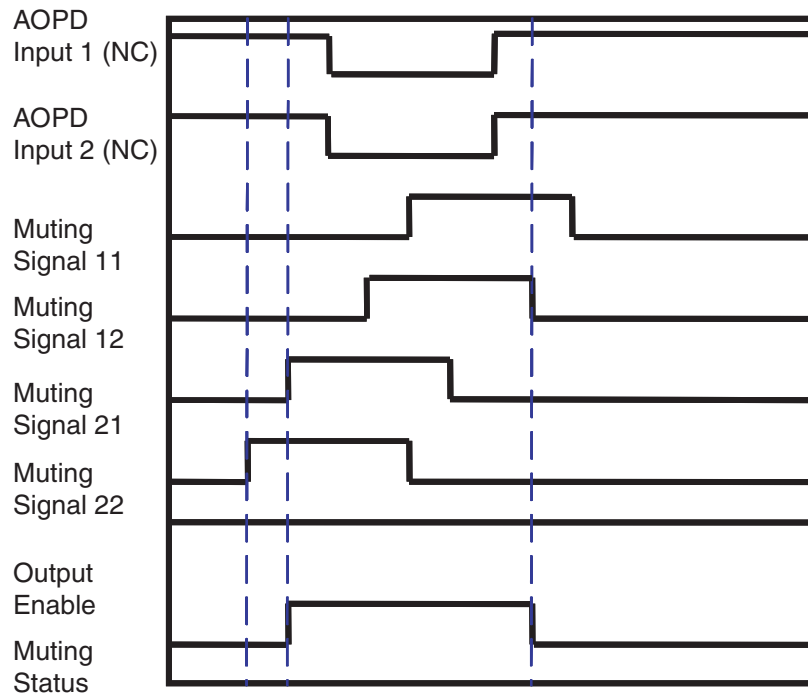 AOPD
Input 1 (NC)
AOPD
Input 2 (NC)
Muting
Signal 11
Muting
Signal 12
Muting
Signal 21
Muting
Signal 22
Output
Enable
Muting
Status